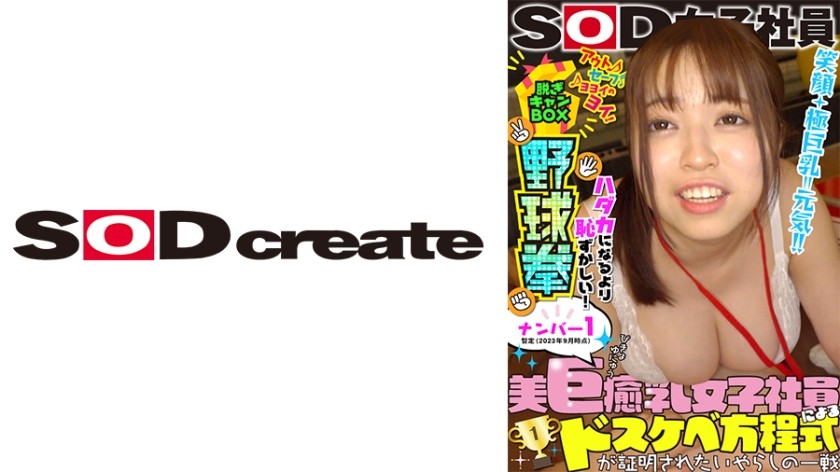 SOD create
SOD女子社員
アウト♪
セーフ♪
♪ヨヨイの
ヨイ!
脱ぎ
キャン
BOX
野球拳
笑顔+極巨乳=元気!!
ハダカになるより
恥ずかしい!
ナンバー1
暫定(2023年9月時点)
美巨癒乳女子社員
による
1
ドスケベ方程式
が証明されたいやらしの一戦